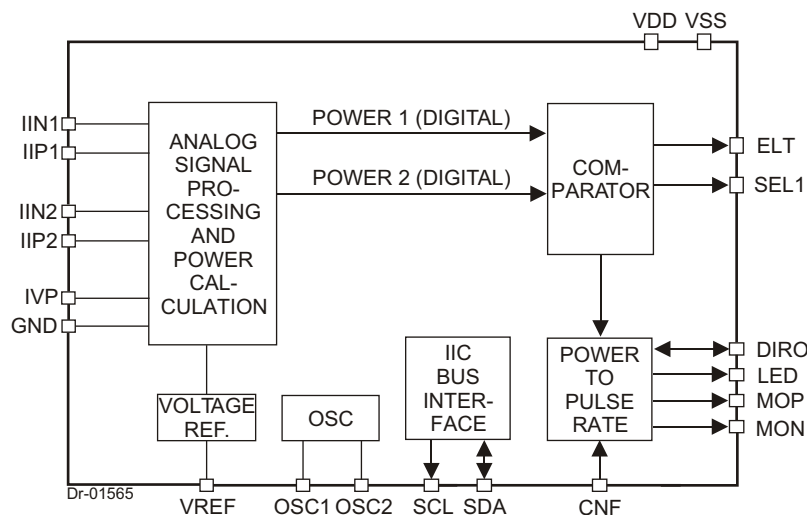 VDD VSS
IIN1
IIP1
IIN2
IIP2
IVP
GND
ANALOG
SIGNAL
PRO-
CESSING
AND
POWER
CAL-
CULATION
POWER 1 (DIGITAL)
POWER 2 (DIGITAL)
COM-
PARATOR
ELT
SEL1
VOLTAGE
REF.
OSC
IIC
BUS
INTER-
FACE
POWER
TO
PULSE
RATE
DIRO
LED
MOP
MON
Dr-01565
VREF OSC1 OSC2 SCL SDA CNF